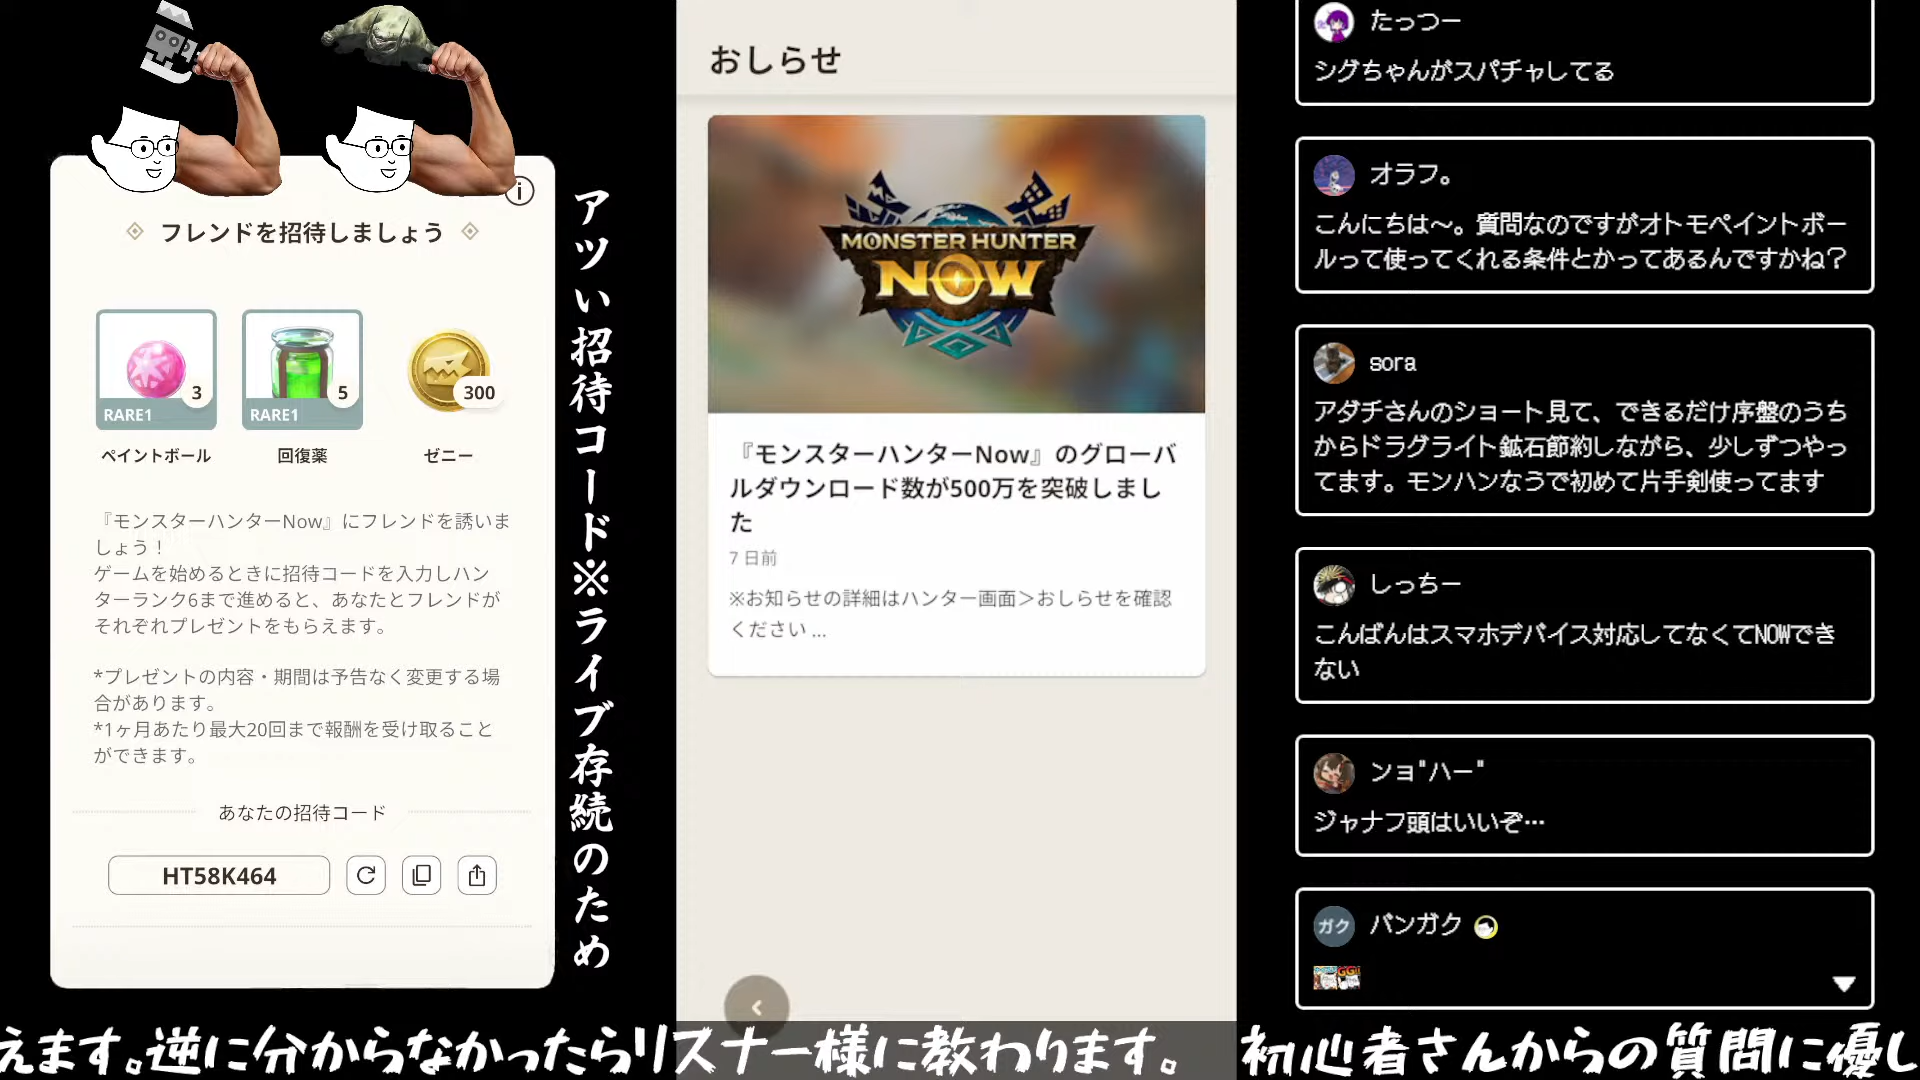 フレンドを招待しましょう
3
RARE1
ペイントボール
5
RARE1
回復薬
300
ゼニー
『モンスターハンターNow』にフレンドを誘いま
しょう！
ゲームを始めるときに招待コードを入力しハン
ターランク6まで進めると、あなたとフレンドが
それぞれプレゼントをもらえます。
*プレゼントの内容・期間は予告なく変更する場
合があります。
*1ヶ月あたり最大20回まで報酬を受け取ること
ができます。
あなたの招待コード
HT58K464
アツい招待コード※ライブ存続のため
おしらせ
MONSTER HUNTER
NOW
『モンスターハンターNow』のグローバ
ルダウンロード数が500万を突破しまし
た
7 日前
※お知らせの詳細はハンター画面＞おしらせを確認
ください ...
たっつー
シグちゃんがスパチャしてる
オラフ。
こんにちは～。質問なのですがオトモペイントボー
ルって使ってくれる条件とかってあるんですかね？
sora
アダチさんのショート見て、できるだけ序盤のうち
からドラグライト鉱石節約しながら、少しずつやっ
てます。モンハンなうで初めて片手剣使ってます
しっちー
こんばんはスマホデバイス対応してなくてNOWでき
ない
ンョ"ハー"
ジャナフ頭はいいぞ…
ガク
バンガク
えます。逆に分からなかったらリスナー様に教わります。 初心者さんからの質問に優し